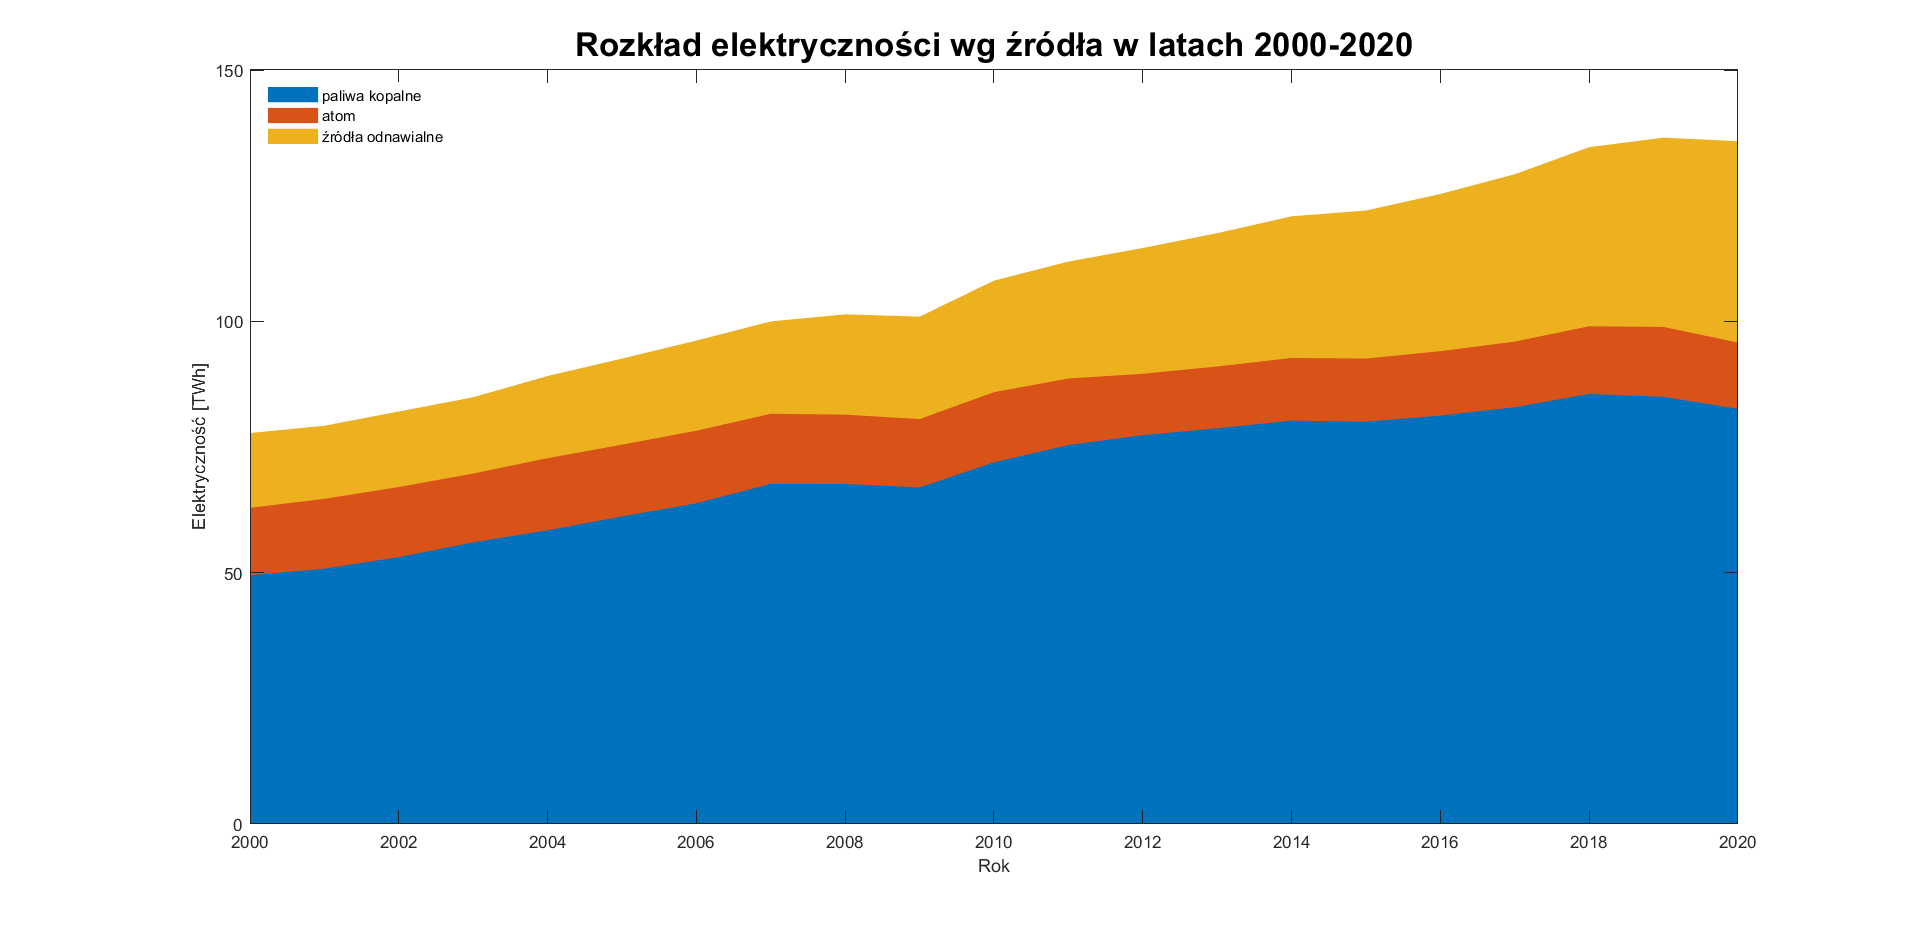 Rozkład elektryczności wg źródła w latach 2000-2020
150
paliwa kopalne
atom
źródła odnawialne
100
Elektryczność [TWh]
50
0
2000 2002 2004 2006 2008 2010 2012 2014 2016 2018 2020
Rok